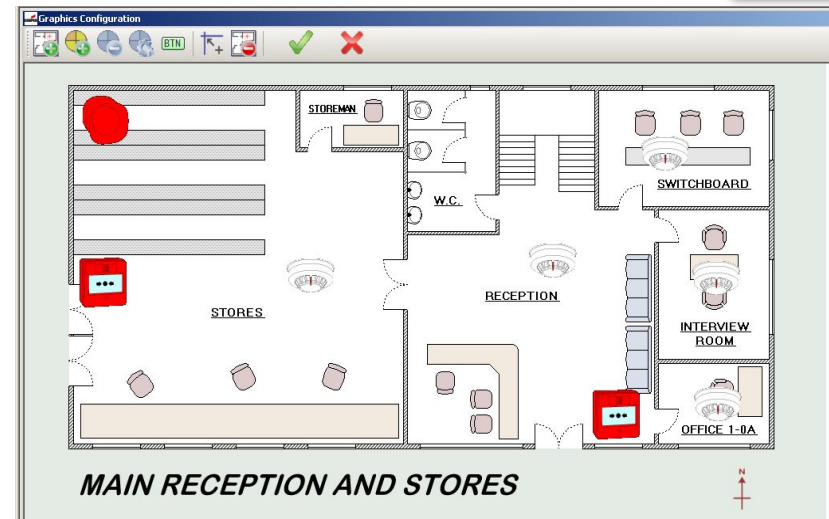 Graphics Configuration
BTN
STOREMAN
SWITCHBOARD
W.C.
RECEPTION
STORES
INTERVIEW
ROOM
OFFICE 1-0A
MAIN RECEPTION AND STORES
N